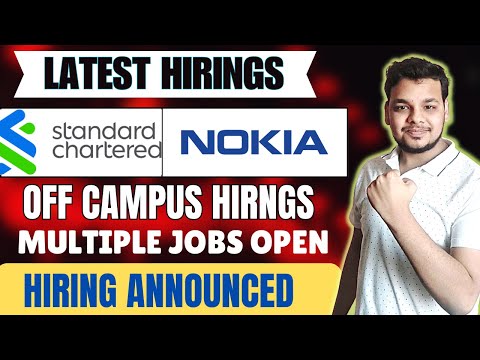 LATEST HIRINGS
standard
chartered
NOKIA
OFF CAMPUS HIRNGS
MULTIPLE JOBS OPEN
HIRING ANNOUNCED